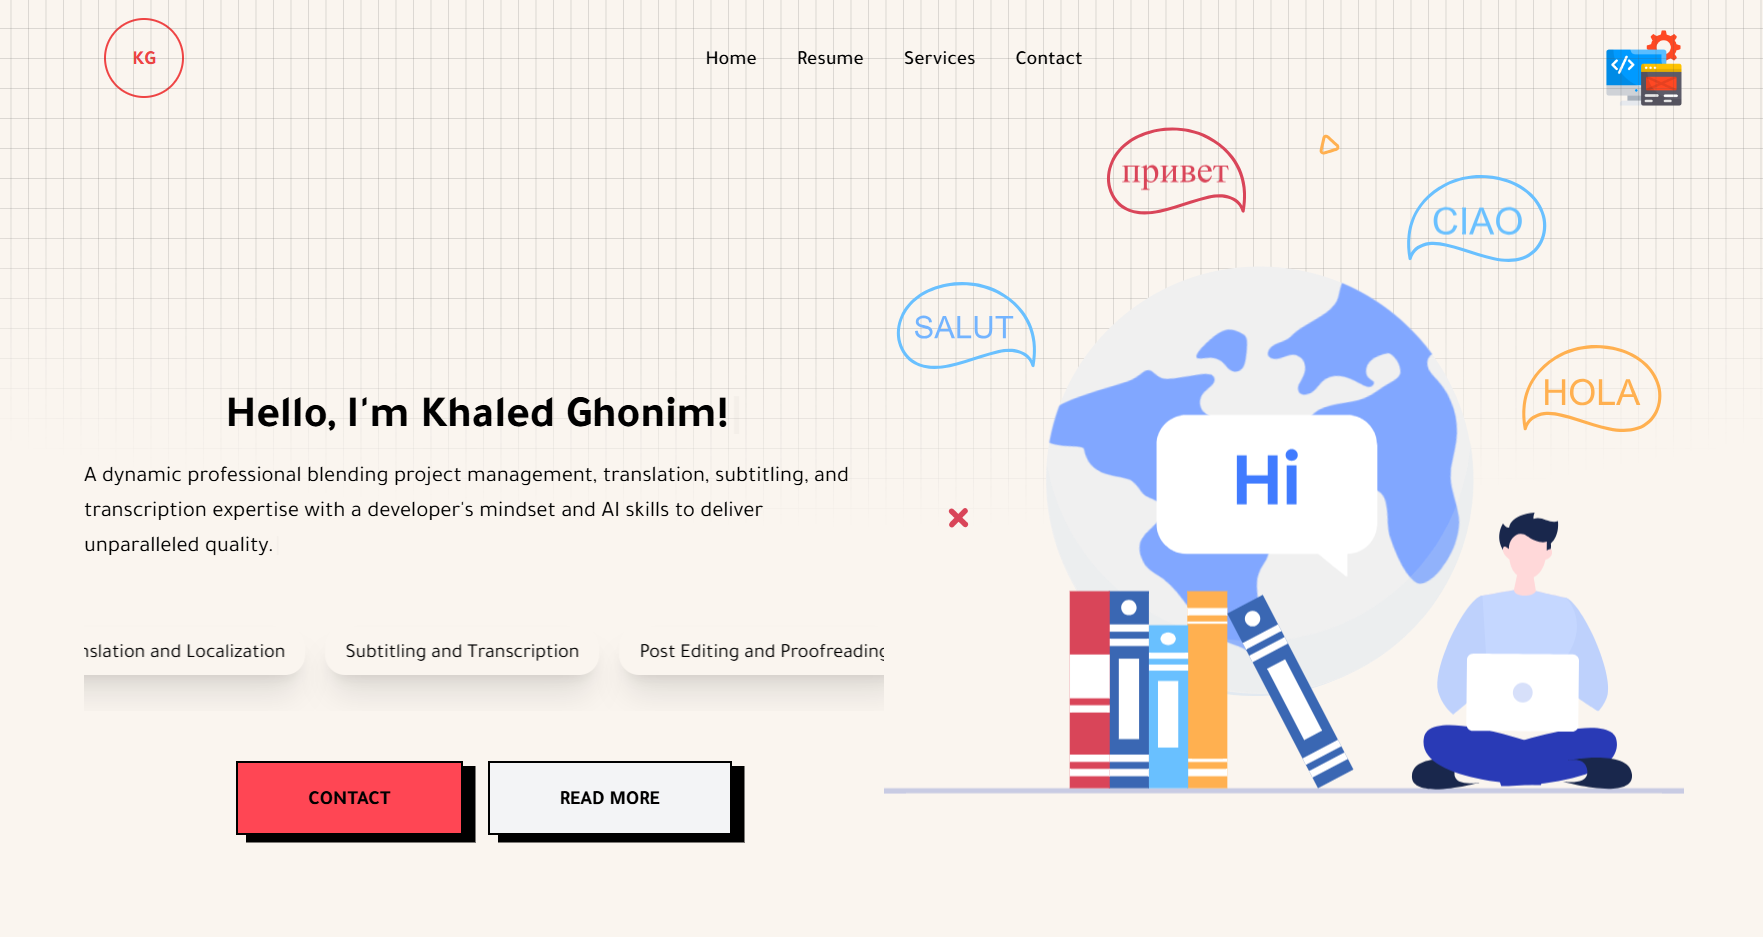 KG
Home
Resume
Services
Contact
привет
CIAO
SALUT
HOLA
Hi
Hello, I'm Khaled Ghonim!
A dynamic professional blending project management, translation, subtitling, and
transcription expertise with a developer's mindset and AI skills to deliver
unparalleled quality.
nslation and Localization
Subtitling and Transcription
Post Editing and Proofreading
CONTACT
READ MORE